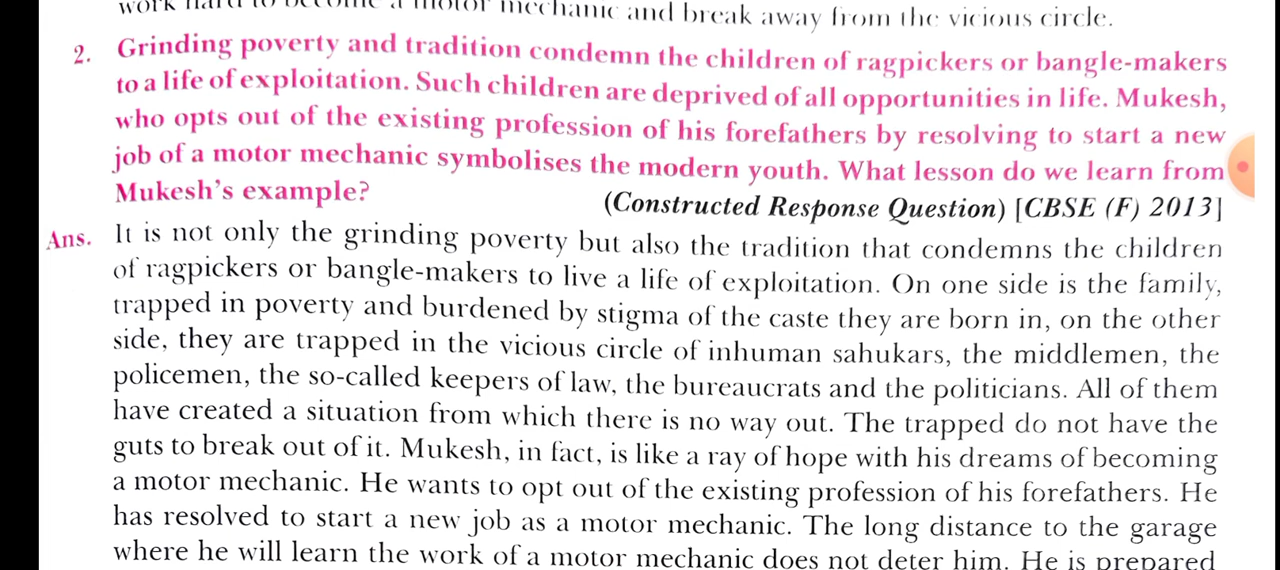 work hard to become a motor mechanic and break away from the vicious circle.
2. Grinding poverty and tradition condemn the children of ragpickers or bangle-makers
to a life of exploitation. Such children are deprived of all opportunities in life. Mukesh,
who opts out of the existing profession of his forefathers by resolving to start a new
job of a motor mechanic symbolises the modern youth. What lesson do we learn from
Mukesh's example? (Constructed Response Question) [CBSE (F) 2013]
Ans. It is not only the grinding poverty but also the tradition that condemns the children
of ragpickers or bangle-makers to live a life of exploitation. On one side is the family,
trapped in poverty and burdened by stigma of the caste they are born in, on the other
side, they are trapped in the vicious circle of inhuman sahukars, the middlemen, the
policemen, the so-called keepers of law, the bureaucrats and the politicians. All of them
have created a situation from which there is no way out. The trapped do not have the
guts to break out of it. Mukesh, in fact, is like a ray of hope with his dreams of becoming
a motor mechanic. He wants to opt out of the existing profession of his forefathers. He
has resolved to start a new job as a motor mechanic. The long distance to the garage
where he will learn the work of a motor mechanic does not deter him. He is prepared